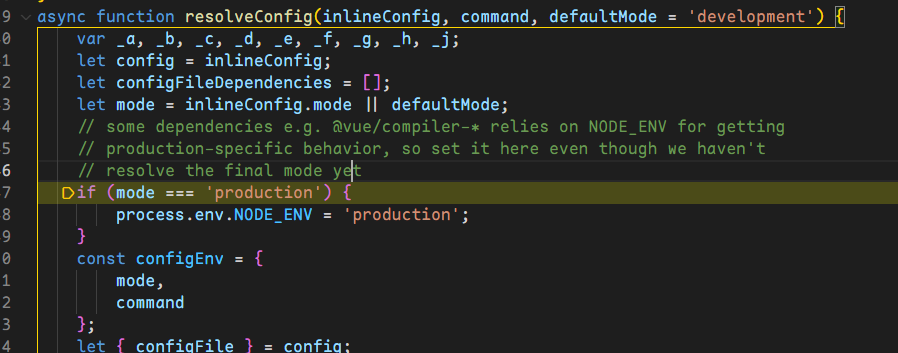 9 async function resolveConfig(inlineConfig, command, defaultMode = 'development') {
0 var _a, _b, _c, _d, _e, _f, _g, _h, _j;
1 let config = inlineConfig;
2 let configFileDependencies = [];
3 let mode = inlineConfig.mode || defaultMode;
4 // some dependencies e.g. @vue/compiler-* relies on NODE_ENV for getting
5 // production-specific behavior, so set it here even though we haven't
6 // resolve the final mode yet
7 if (mode === 'production') {
8 process.env.NODE_ENV = 'production';
9 }
0 const configEnv = {
1 mode,
2 command
3 };
4 let { configFile } = config;